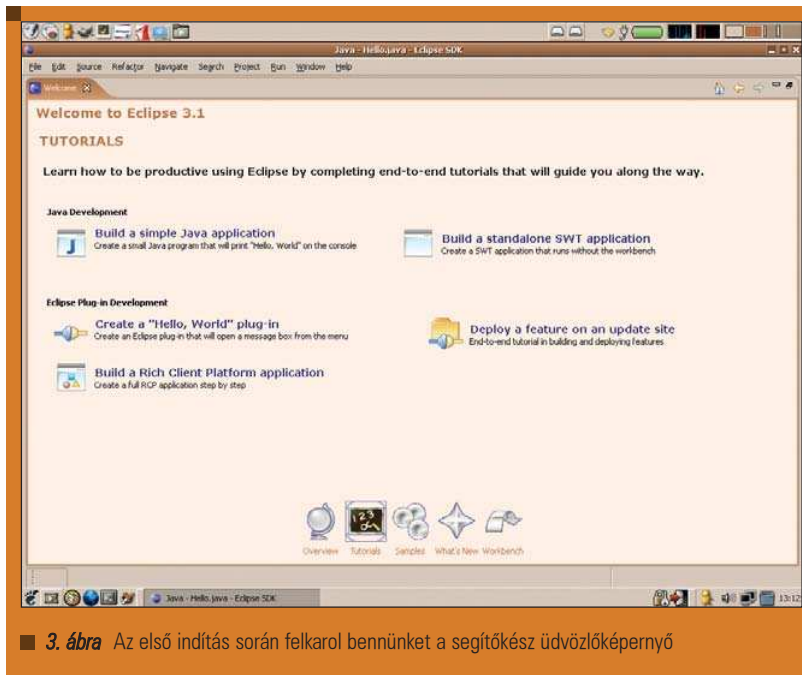 Java - Hello.java - Eclipse SDK
File Edit Source Refactor Navigate Search Project Run Window Help
Welcome
Welcome to Eclipse 3.1
TUTORIALS
Learn how to be productive using Eclipse by completing end-to-end tutorials that will guide you along the way.
Java Development
Build a simple Java application
Create a small Java program that will print "Hello, World" on the console
Build a standalone SWT application
Create a SWT application that runs without the workbench
Eclipse Plug-in Development
Create a "Hello, World" plug-in
Create an Eclipse plug-in that will open a message box from the menu
Deploy a feature on an update site
End-to-end tutorial in building and deploying features
Build a Rich Client Platform application
Create a full RCP application step by step
Overview Tutorials Samples What's New Workbench
Java - Hello.java - Eclipse SDK
13:12
3. ábra Az első indítás során felkarol bennünket a segítőkész üdvözlőképernyő